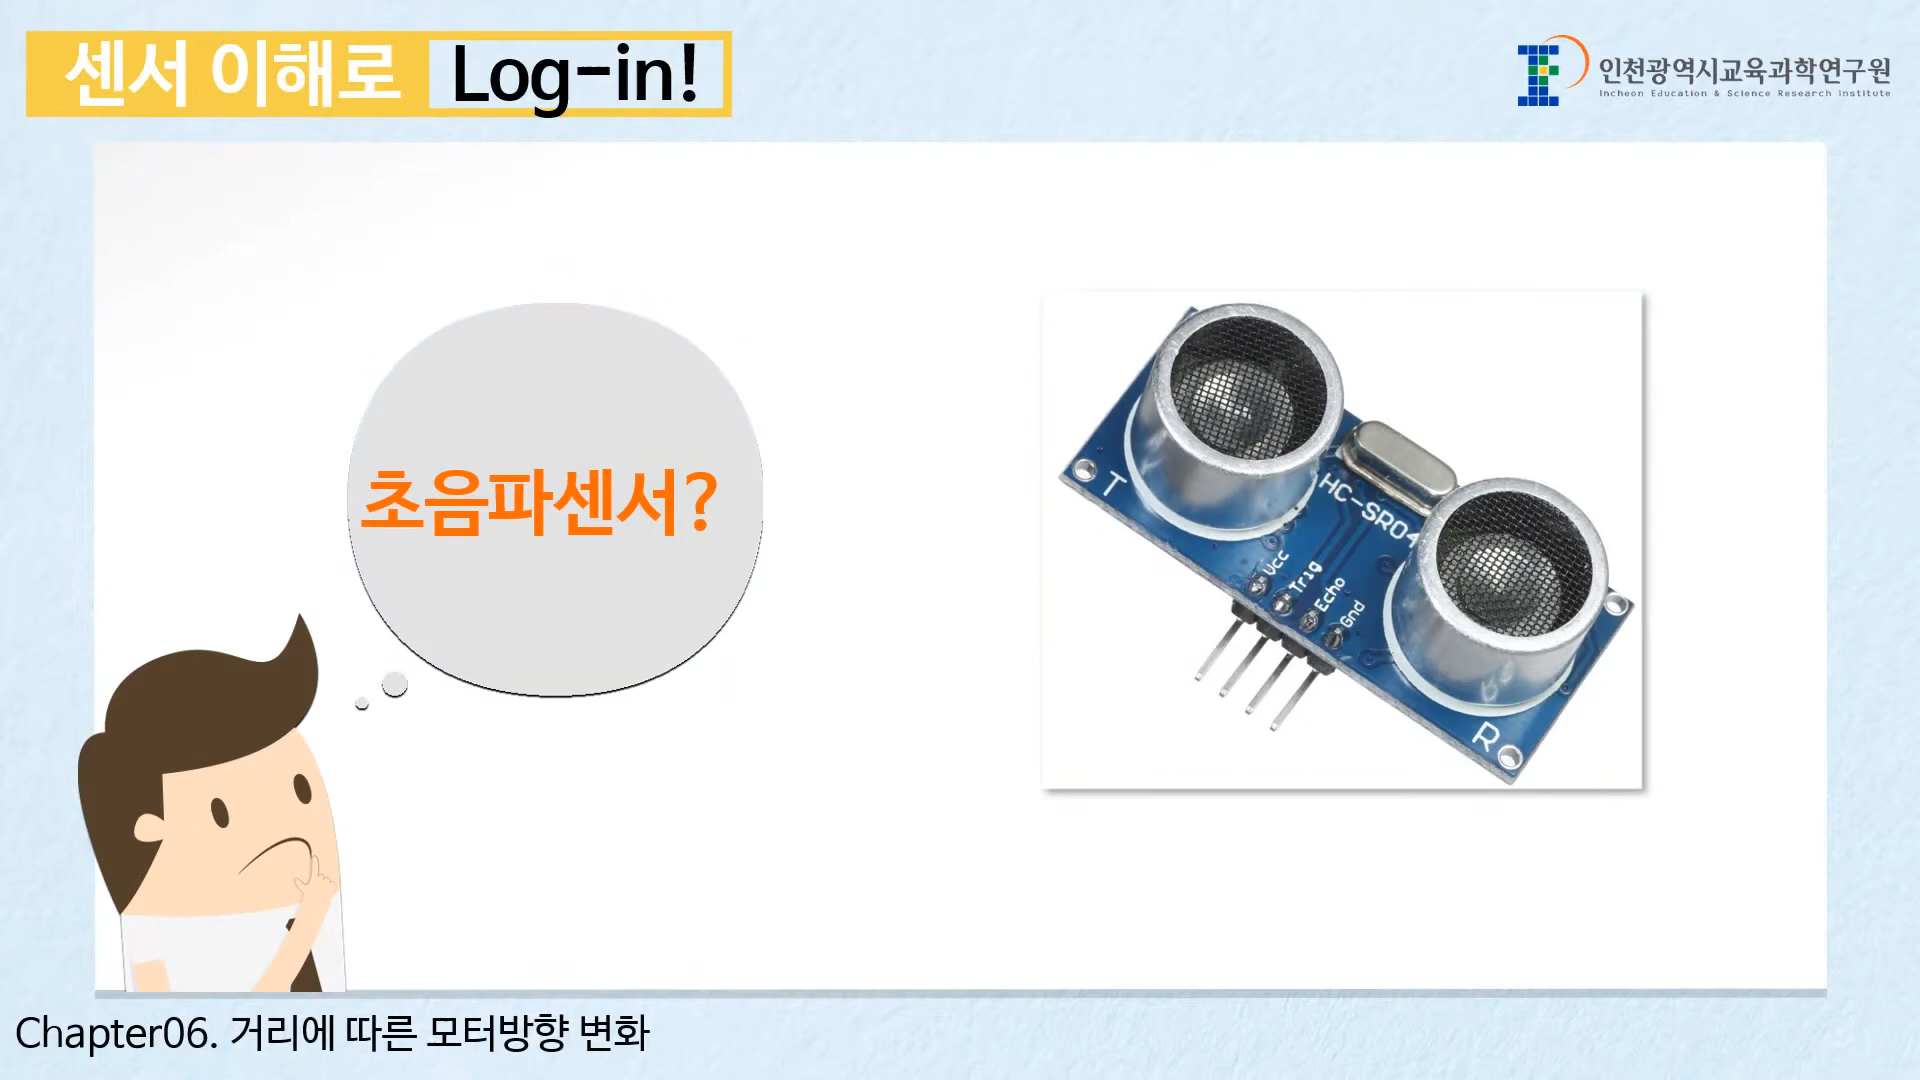 센서 이해로 Log-in!
인천광역시교육과학연구원
Incheon Education & Science Research Institute
초음파센서?
T
HC-SR04
Vcc
Trig
Echo
Gnd
R
Chapter06. 거리에 따른 모터방향 변화